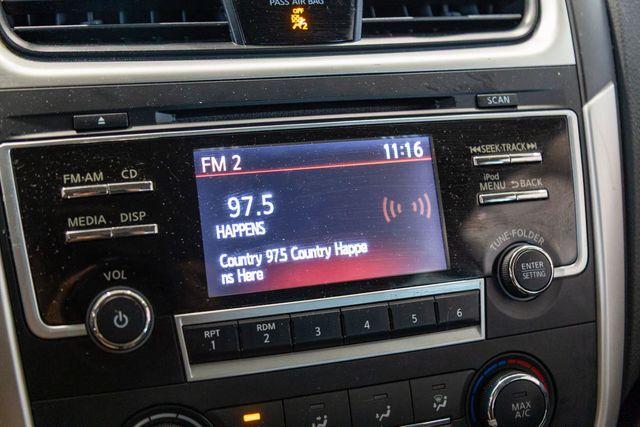 PASS AIR BAG
OFF
2
SCAN
FM 2 11:16
97.5
HAPPENS
Country 97.5 Country Happe
ns Here
FM·AM CD
MEDIA DISP
VOL
SEEK·TRACK
iPod
MENU BACK
TUNE·FOLDER
ENTER
SETTING
RPT
1
RDM
2
3
4
5
6
MAX
A/C